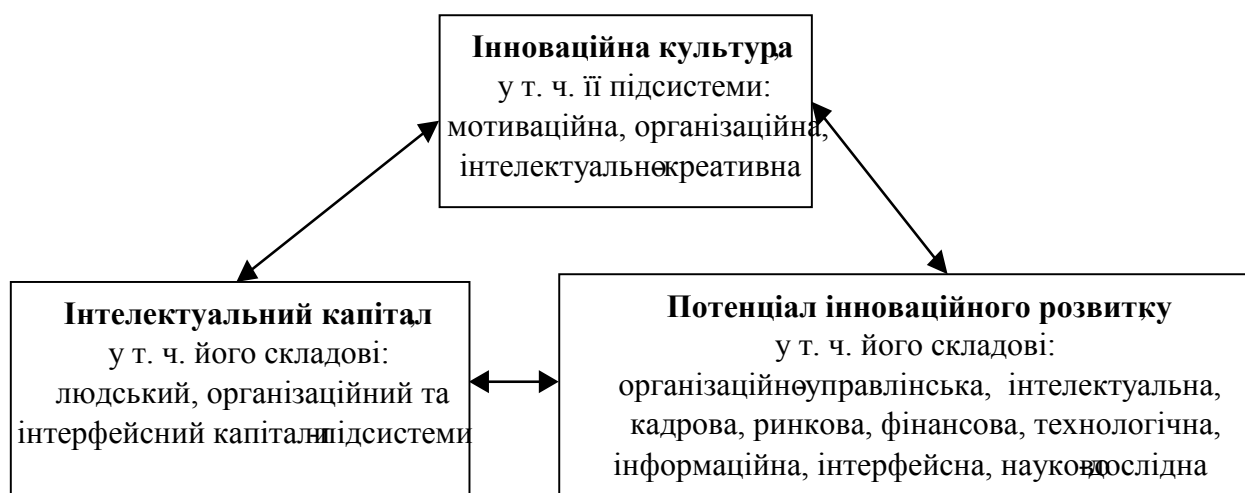 Інноваційна культура,
у т. ч. її підсистеми:
мотиваційна, організаційна,
інтелектуально-креативна
Інтелектуальний капітал,
у т. ч. його складові:
людський, організаційний та
інтерфейсний капітали-підсистеми
Потенціал інноваційного розвитку,
у т. ч. його складові:
організаційно-управлінська, інтелектуальна,
кадрова, ринкова, фінансова, технологічна,
інформаційна, інтерфейсна, науково-дослідна